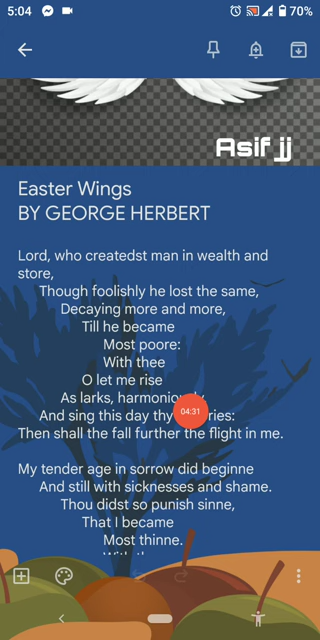 5:04
70%
Asif jj
Easter Wings
BY GEORGE HERBERT
Lord, who createdst man in wealth and
store,
Though foolishly he lost the same,
Decaying more and more,
Till he became
Most poore:
With thee
O let me rise
As larks, harmoniously,
And sing this day thy ries:
04:31
Then shall the fall further the flight in me.
My tender age in sorrow did beginne
And still with sicknesses and shame.
Thou didst so punish sinne,
That I became
Most thinne.
With